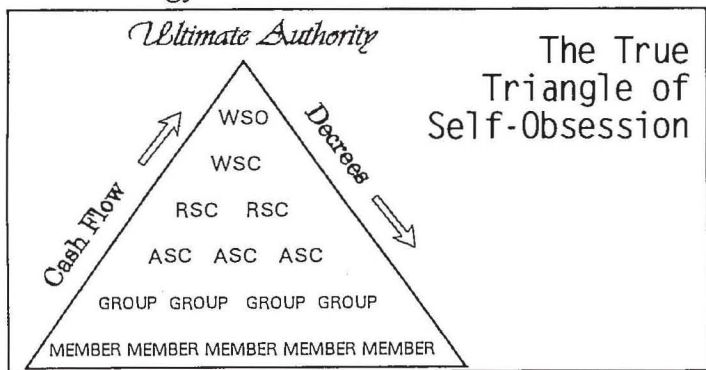 Ultimate Authority
The True
Triangle of
Self-Obsession
Cash Flow
Decrees
WSO
WSC
RSC RSC
ASC ASC ASC
GROUP GROUP GROUP GROUP
MEMBER MEMBER MEMBER MEMBER MEMBER